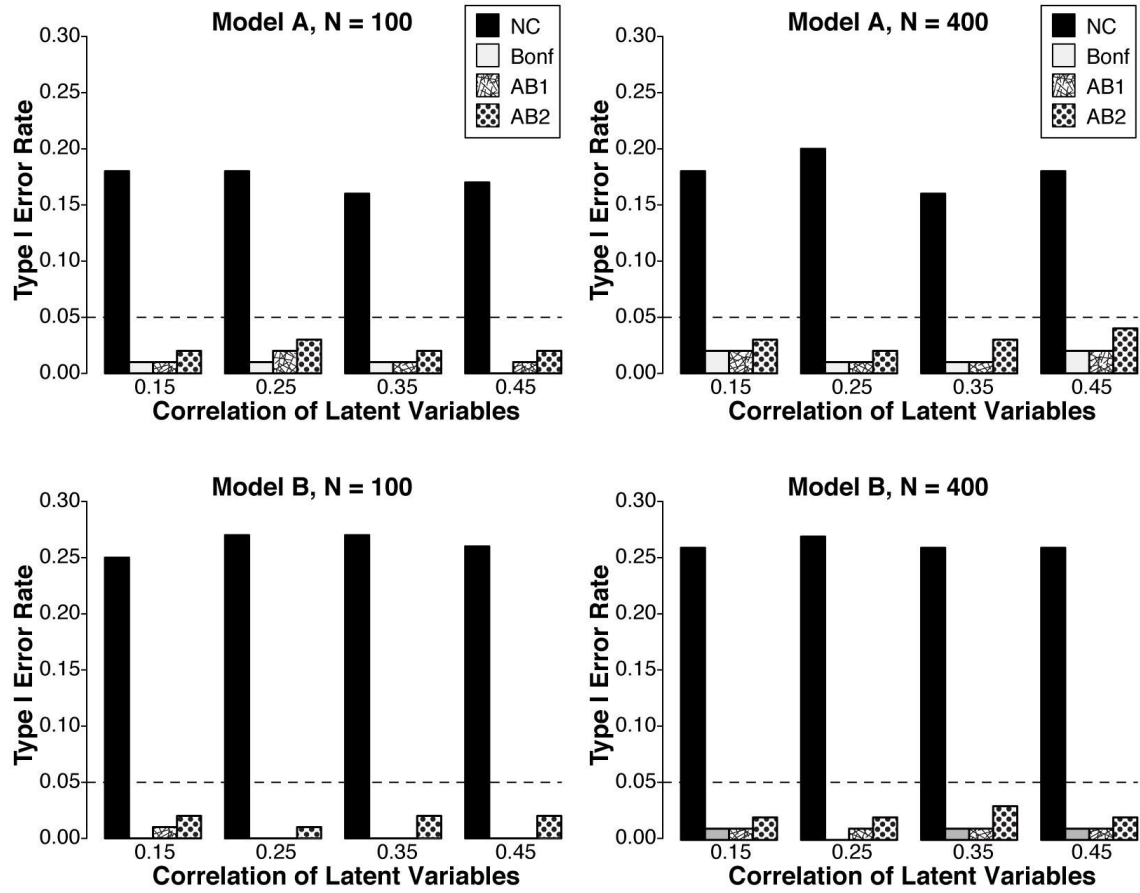 Model A, N = 100
NC
Bonf
AB1
AB2
Type I Error Rate
0.30
0.25
0.20
0.15
0.10
0.05
0.00
0.15
0.25
0.35
0.45
Correlation of Latent Variables
Model A, N = 400
NC
Bonf
AB1
AB2
Type I Error Rate
0.30
0.25
0.20
0.15
0.10
0.05
0.00
0.15
0.25
0.35
0.45
Correlation of Latent Variables
Model B, N = 100
Type I Error Rate
0.30
0.25
0.20
0.15
0.10
0.05
0.00
0.15
0.25
0.35
0.45
Correlation of Latent Variables
Model B, N = 400
Type I Error Rate
0.30
0.25
0.20
0.15
0.10
0.05
0.00
0.15
0.25
0.35
0.45
Correlation of Latent Variables